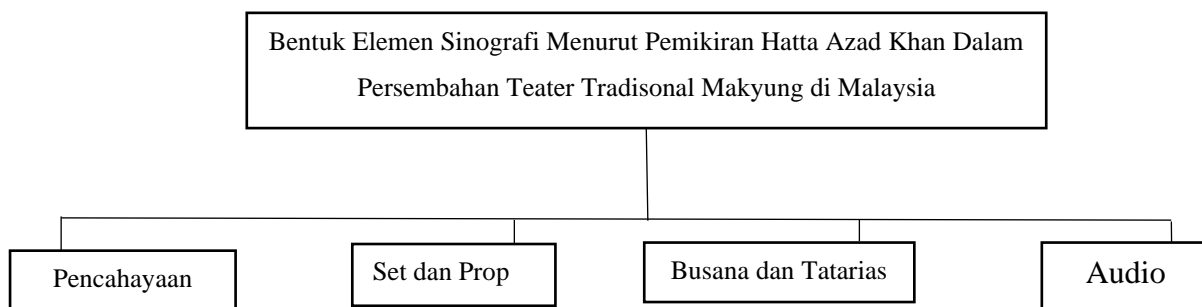 Bentuk Elemen Sinografi Menurut Pemikiran Hatta Azad Khan Dalam
Persembahan Teater Tradisonal Makyung di Malaysia
Pencahayaan
Set dan Prop
Busana dan Tatarias
Audio